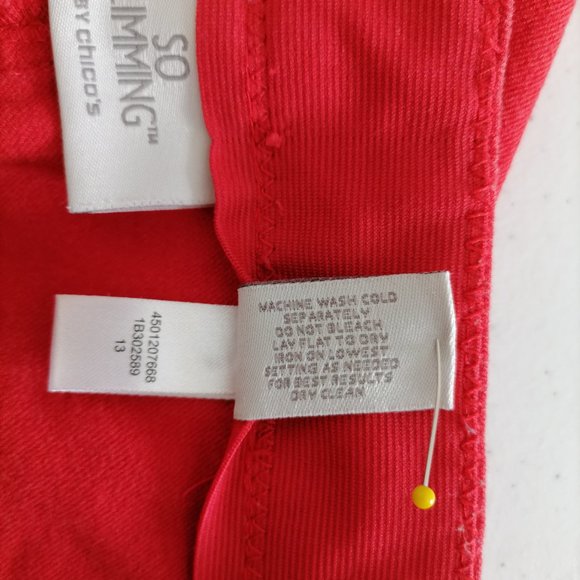 SO
LIMMING™
BY chico's
MACHINE WASH COLD
SEPARATELY
DO NOT BLEACH
LAY FLAT TO DRY
IRON ON LOWEST
SETTING AS NEEDED
FOR BEST RESULTS
DRY CLEAN
4501207668
1B302589
13